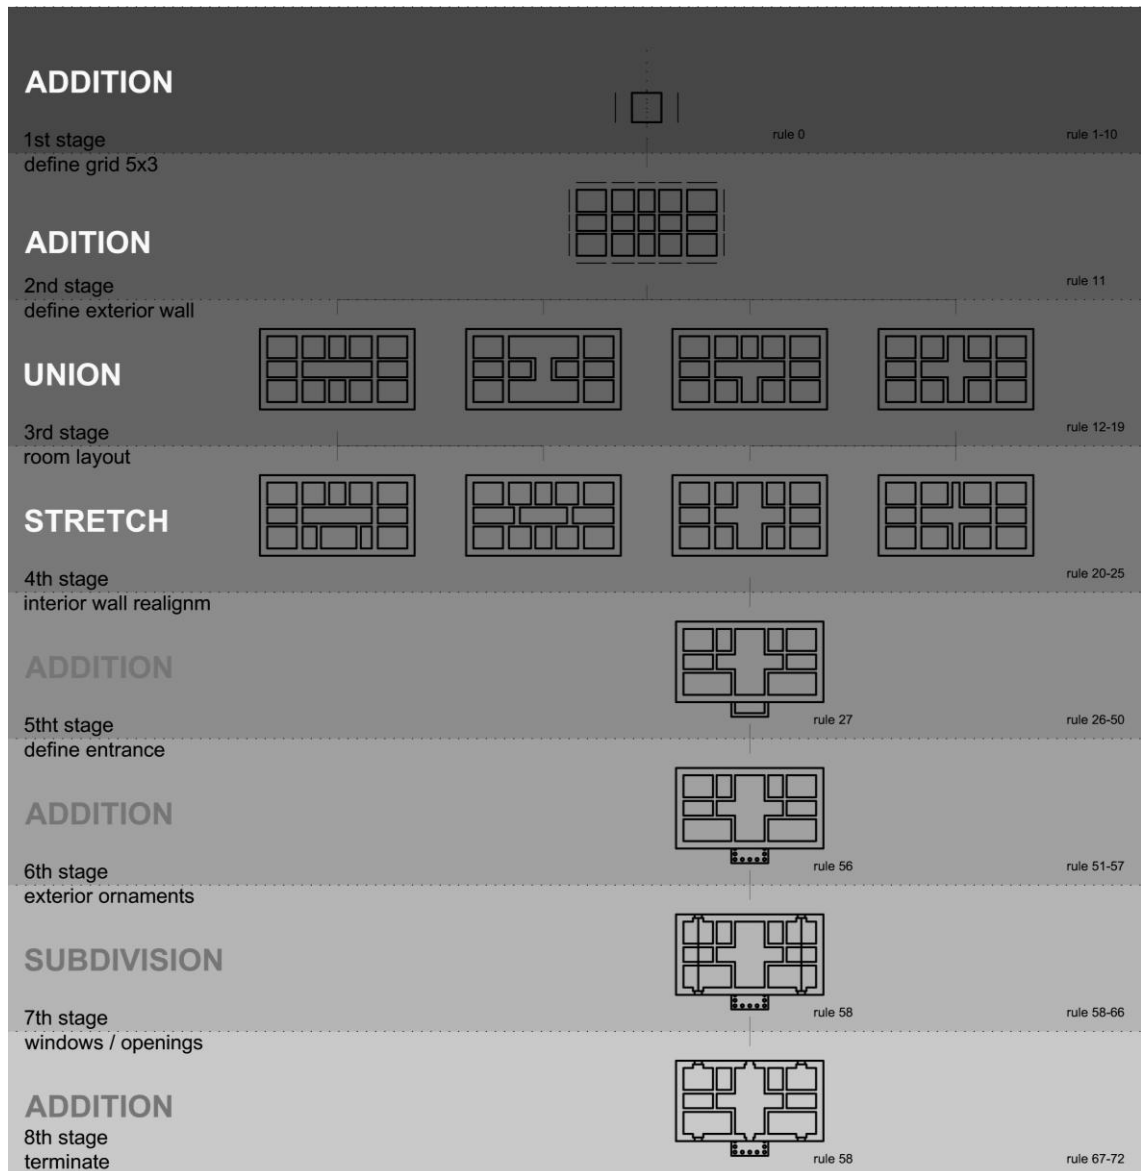 ADDITION
1st stage
define grid 5x3
rule 0
rule 1-10
ADITION
2nd stage
define exterior wall
rule 11
UNION
3rd stage
room layout
rule 12-19
STRETCH
4th stage
interior wall realignm
rule 20-25
ADDITION
5tht stage
define entrance
rule 27
rule 26-50
ADDITION
6th stage
exterior ornaments
rule 56
rule 51-57
SUBDIVISION
7th stage
windows / openings
rule 58
rule 58-66
ADDITION
8th stage
terminate
rule 58
rule 67-72